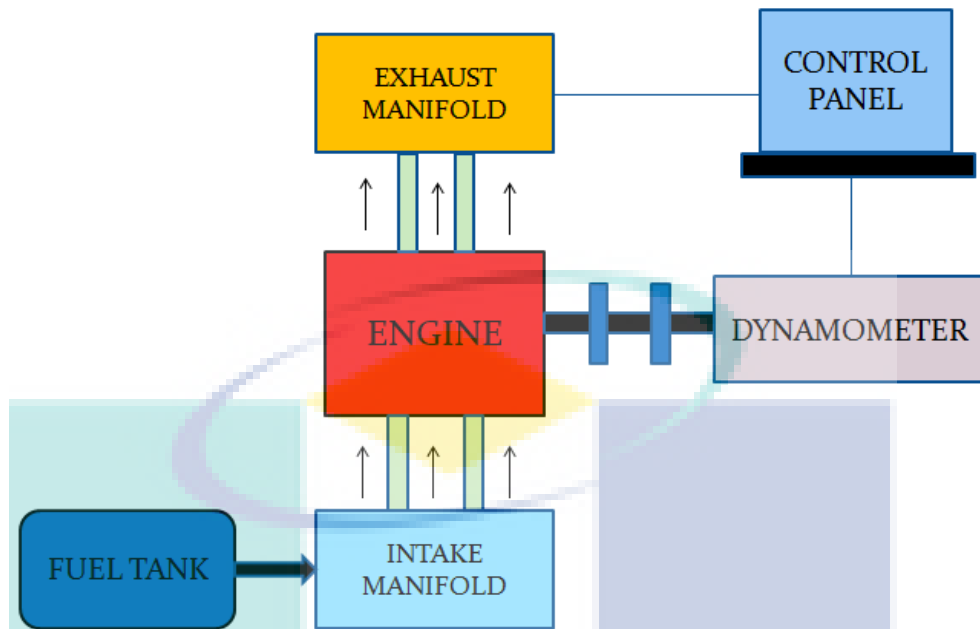 EXHAUST
MANIFOLD
CONTROL
PANEL
ENGINE
DYNAMOMETER
FUEL TANK
INTAKE
MANIFOLD